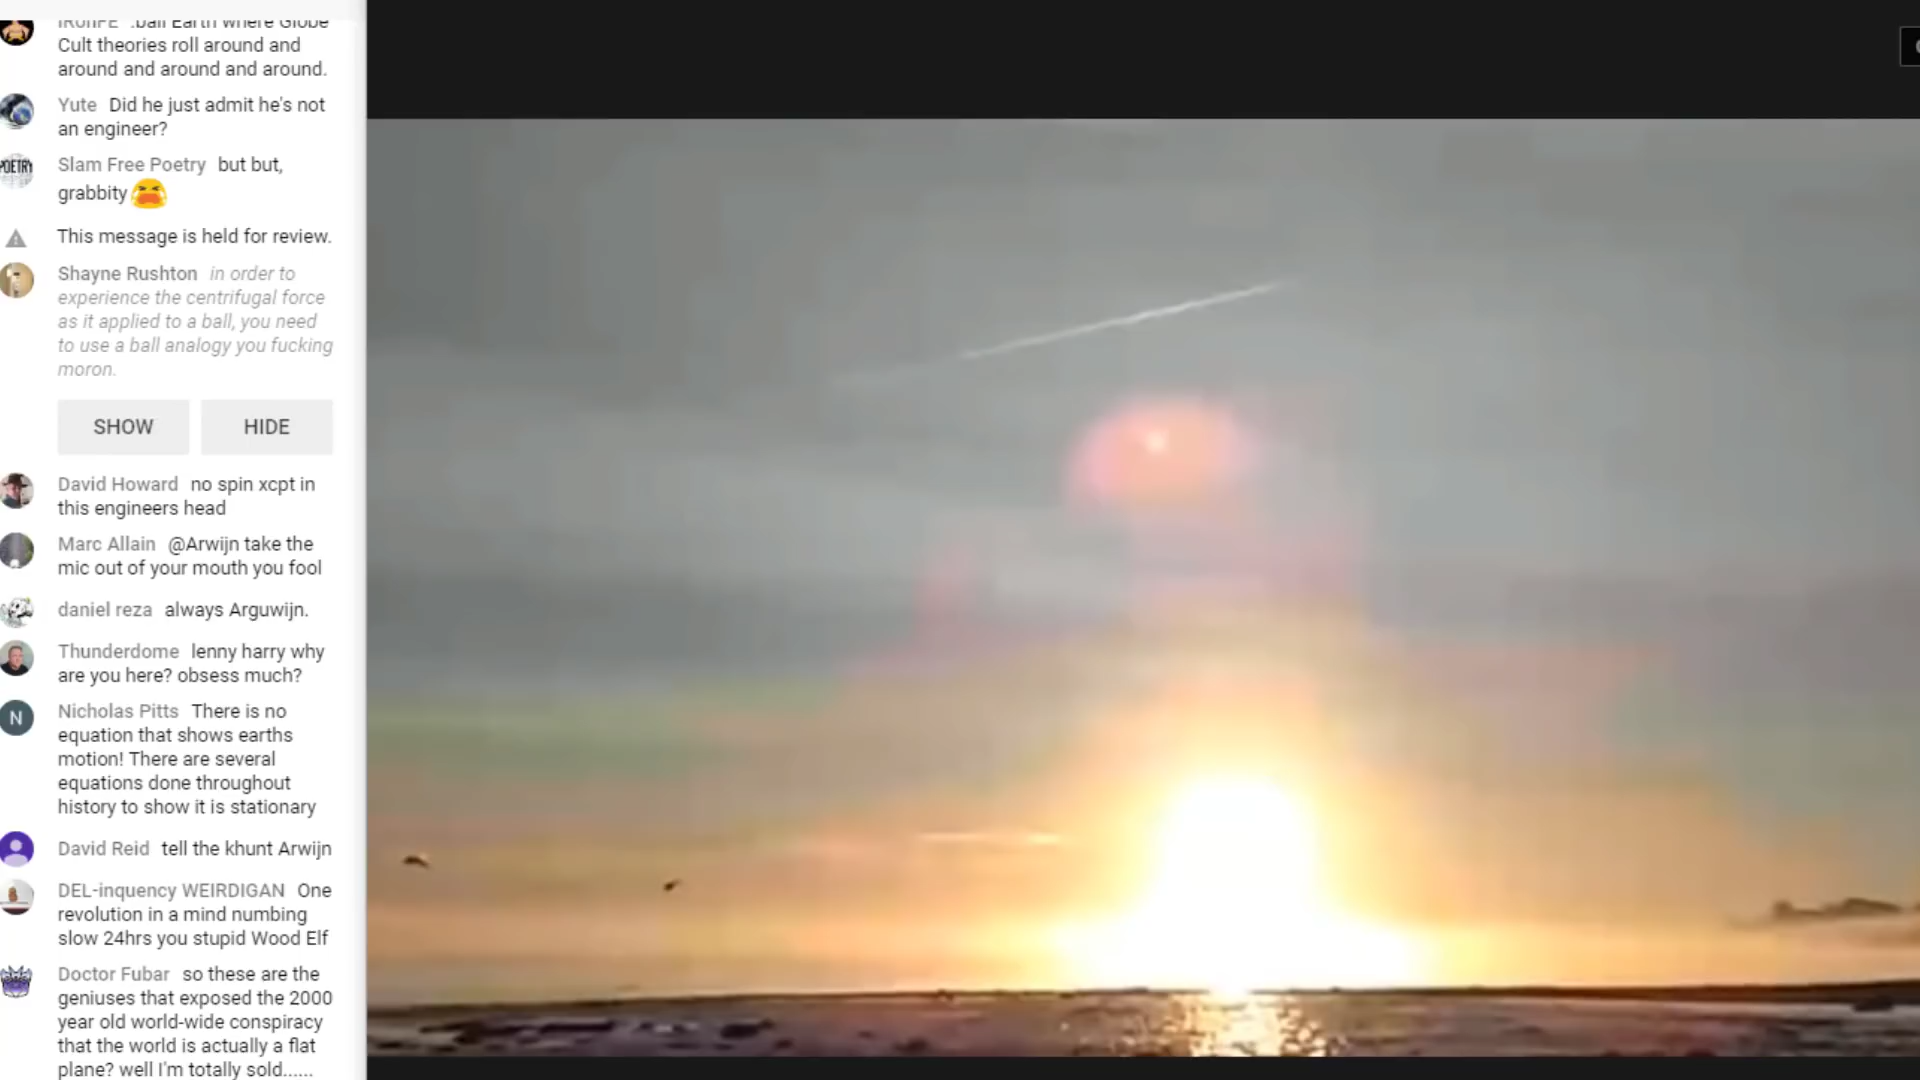 IRonFE .ball Earth where Globe
Cult theories roll around and
around and around and around.
Yute Did he just admit he's not
an engineer?
POETRY
Slam Free Poetry but but,
grabbity
This message is held for review.
Shayne Rushton in order to
experience the centrifugal force
as it applied to a ball, you need
to use a ball analogy you fucking
moron.
SHOW HIDE
David Howard no spin xcpt in
this engineers head
Marc Allain @Arwijn take the
mic out of your mouth you fool
daniel reza always Arguwijn.
Thunderdome lenny harry why
are you here? obsess much?
N
Nicholas Pitts There is no
equation that shows earths
motion! There are several
equations done throughout
history to show it is stationary
David Reid tell the khunt Arwijn
DEL-inquency WEIRDIGAN One
revolution in a mind numbing
slow 24hrs you stupid Wood Elf
Doctor Fubar so these are the
geniuses that exposed the 2000
year old world-wide conspiracy
that the world is actually a flat
plane? well I'm totally sold......